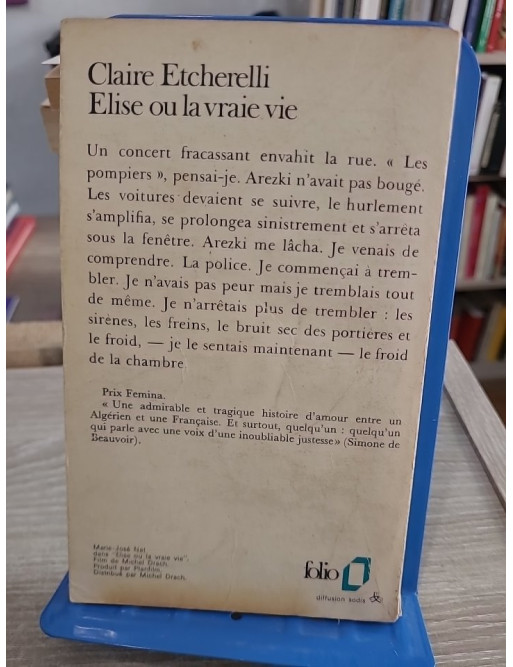 Claire Etcherelli
Elise ou la vraie vie
Un concert fracassant envahit la rue. « Les
pompiers », pensai-je. Arezki n'avait pas bougé.
Les voitures devaient se suivre, le hurlement
s'amplifia, se prolongea sinistrement et s'arrêta
sous la fenêtre. Arezki me lâcha. Je venais de
comprendre. La police. Je commençai à trem-
bler. Je n'avais pas peur mais je tremblais tout
de même. Je n'arrêtais plus de trembler : les
sirènes, les freins, le bruit sec des portières et
le froid, — je le sentais maintenant — le froid
de la chambre
Prix Femina.
« Une admirable et tragique histoire d'amour entre un
Algérien et une Française. Et surtout, quelqu'un : quelqu'un
qui parle avec une voix d'une inoubliable justesse» (Simone de
Beauvoir).
Marie-José Nat
dans "Elise ou la vraie vie",
Film de Michel Drach,
Produit par Planfilm,
Distribué par Michel Drach.
folio
diffusion sodis